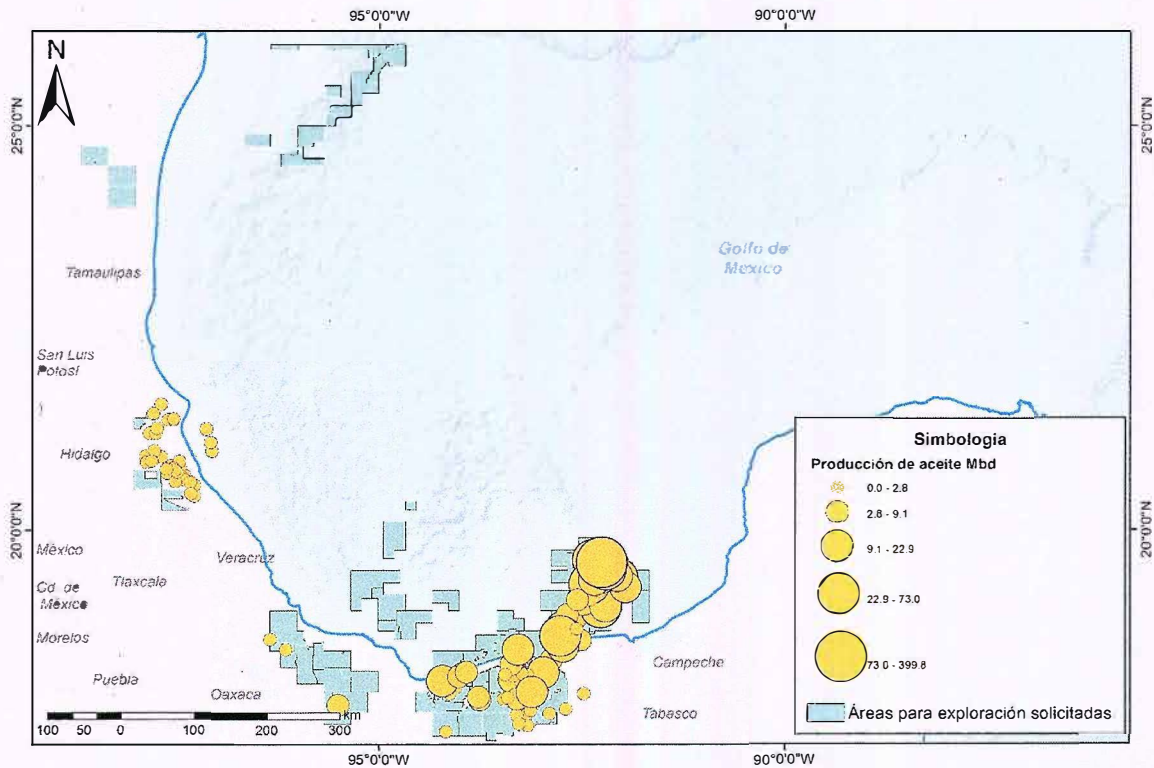 95°0'0"W
90°0'0"W
N
25°0'0"N
25°0'0"N
Golfo de
Mexico
Tamaulipas
San Luis
Potosí
Hidalgo
México
Tlaxcala
Veracruz
Cd. de
México
Morelos
Puebla
Oaxaca
Campeche
Tabasco
20°0'0"N
20°0'0"N
Simbología
Producción de aceite Mbd
0.0 - 2.8
2.8 - 9.1
9.1 - 22.9
22.9 - 73.0
73.0 - 399.8
Áreas para exploración solicitadas
km
100 50 0 100 200 300
95°0'0"W
90°0'0"W